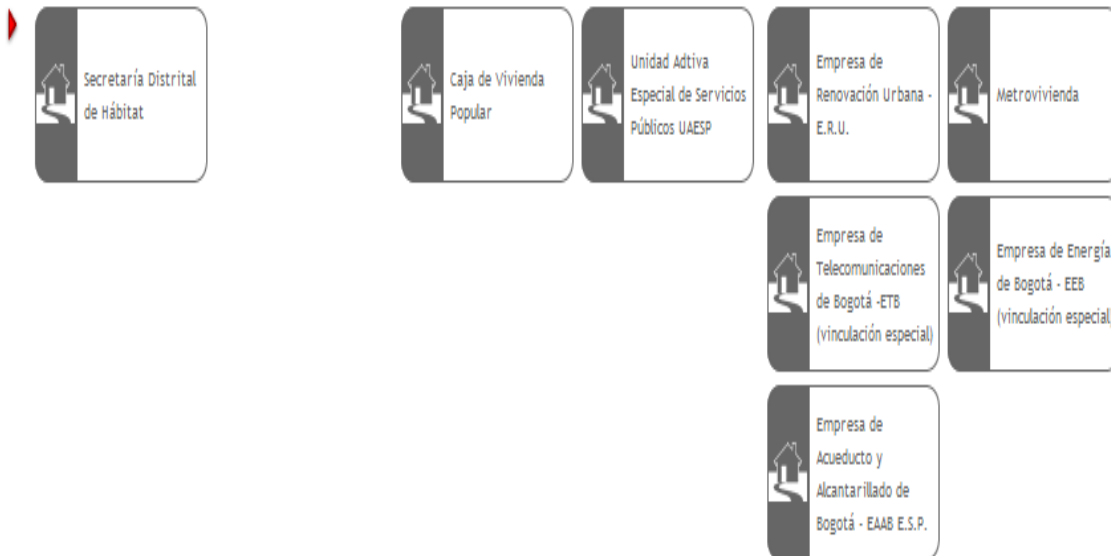 Secretaría Distrital
de Hábitat
Caja de Vivienda
Popular
Unidad Adtiva
Especial de Servicios
Públicos UAESP
Empresa de
Renovación Urbana -
E.R.U.
Metrovivienda
Empresa de
Telecomunicaciones
de Bogotá -ETB
(vinculación especial)
Empresa de Energía
de Bogotá - EEB
(vinculación especial)
Empresa de
Acueducto y
Alcantarillado de
Bogotá - EAAB E.S.P.